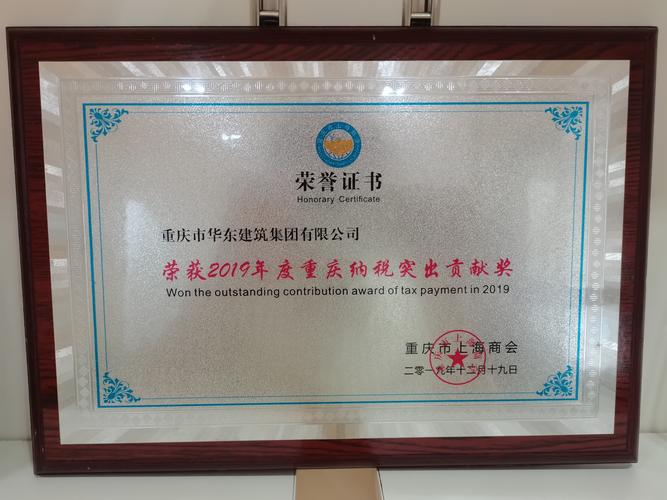 荣誉证书
Honorary Certificate
重庆市华东建筑集团有限公司
荣获2019年度重庆纳税突出贡献奖
Won the outstanding contribution award of tax payment in 2019
重庆市上海商会
二零一九年十二月十九日